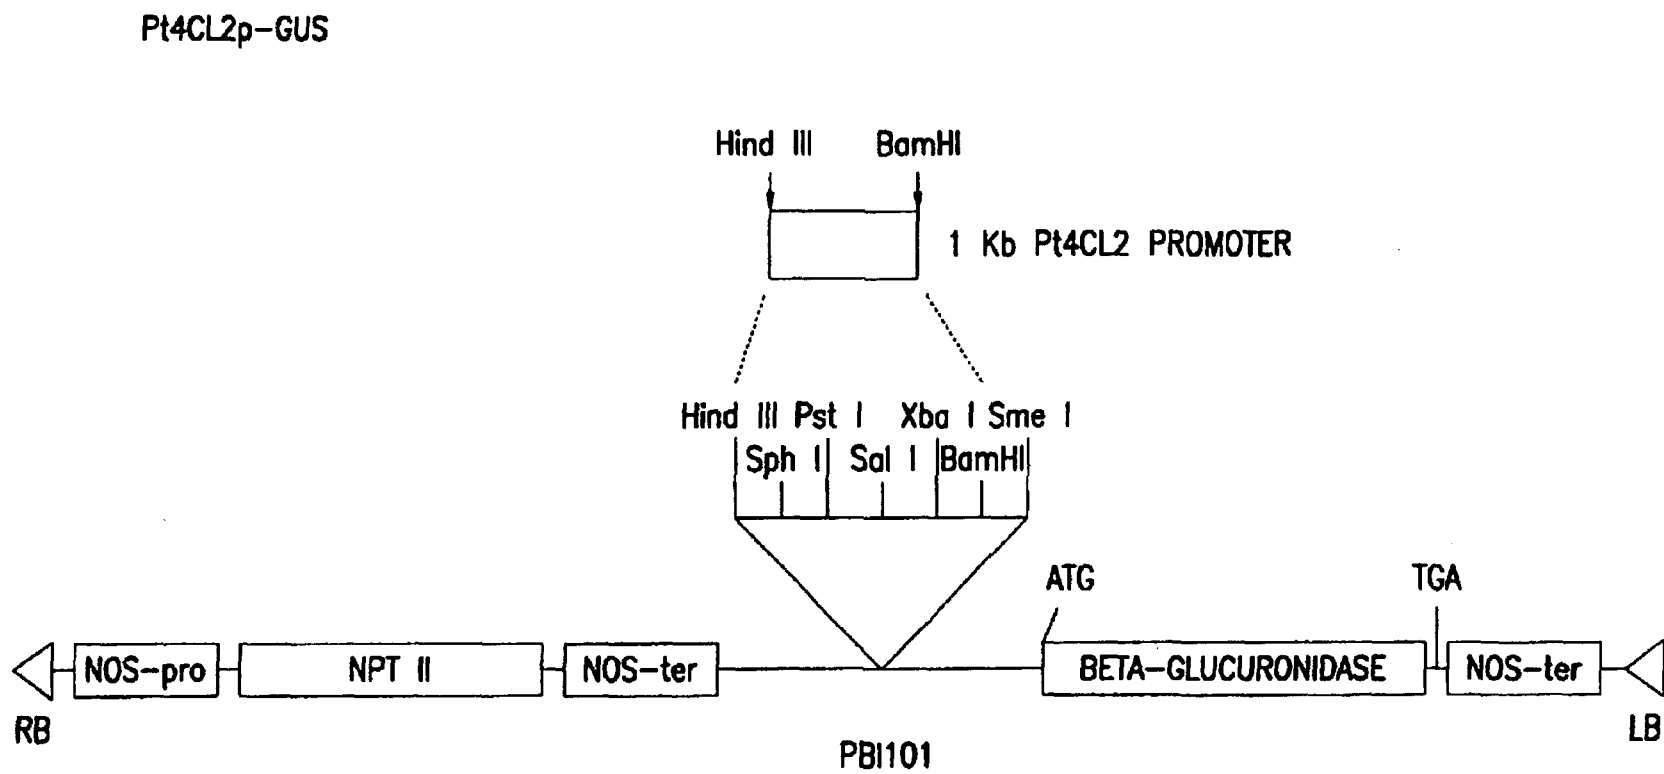 Pt4CL2p-GUS
Hind III BamHI
1 Kb Pt4CL2 PROMOTER
Hind III Pst I Xba I Sme I
Sph I Sal I BamHI
ATG TGA
NOS-pro NPT II NOS-ter BETA-GLUCURONIDASE NOS-ter
RB LB
PBI101